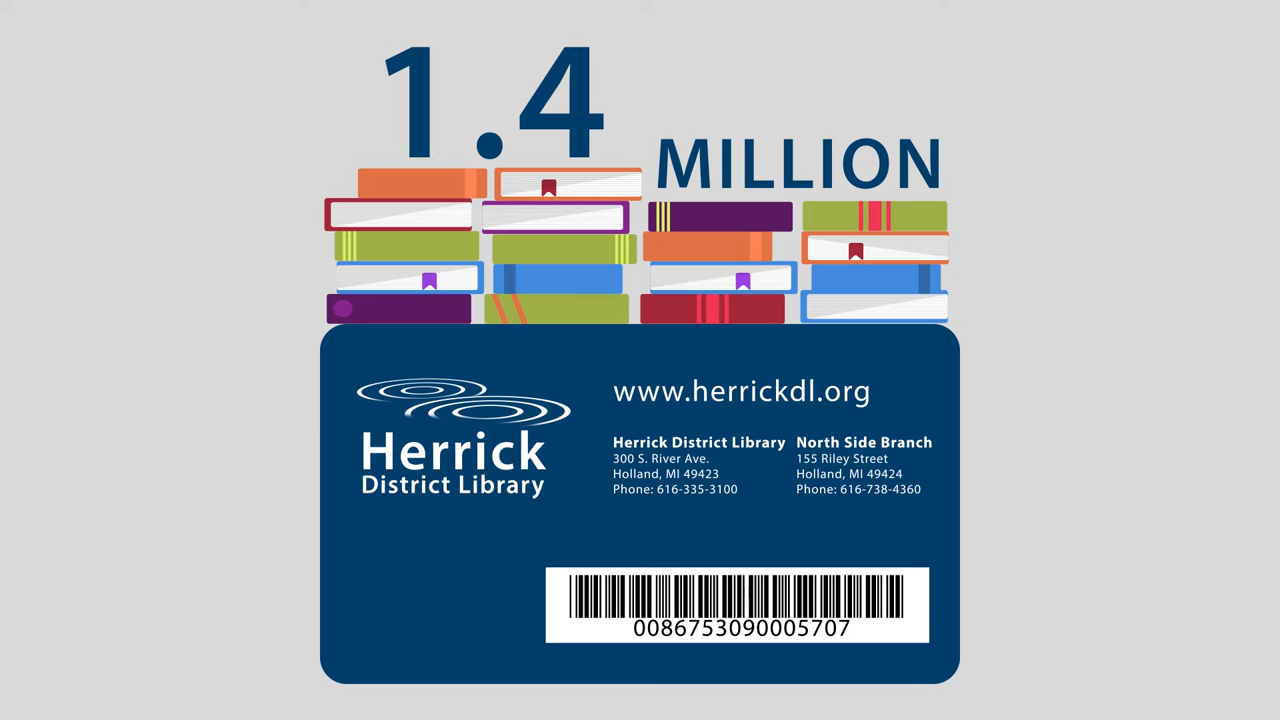 1.4 MILLION
Herrick
District Library
www.herrickdl.org
Herrick District Library
300 S. River Ave.
Holland, MI 49423
Phone: 616-335-3100
North Side Branch
155 Riley Street
Holland, MI 49424
Phone: 616-738-4360
0086753090005707